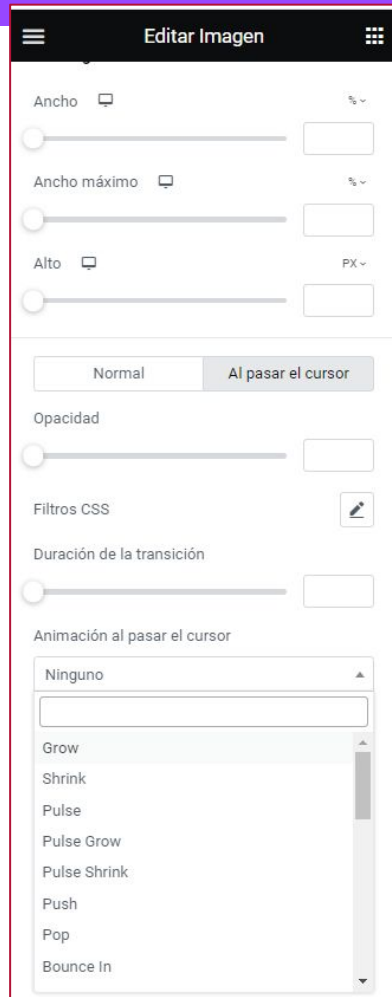 Editar Imagen
Ancho %
Ancho máximo %
Alto PX
Normal Al pasar el cursor
Opacidad
Filtros CSS
Duración de la transición
Animación al pasar el cursor
Ninguno
Grow
Shrink
Pulse
Pulse Grow
Pulse Shrink
Push
Pop
Bounce In